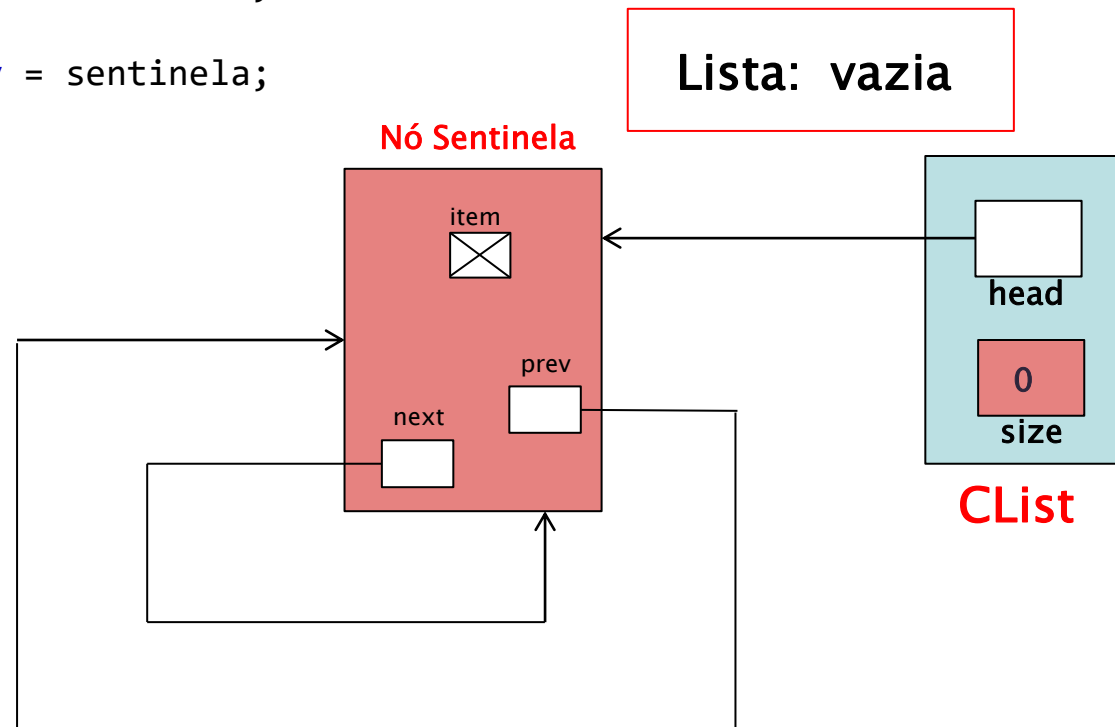 = sentinela;
Lista: vazia
Nó Sentinela
item
head
prev
0
next
size
CList